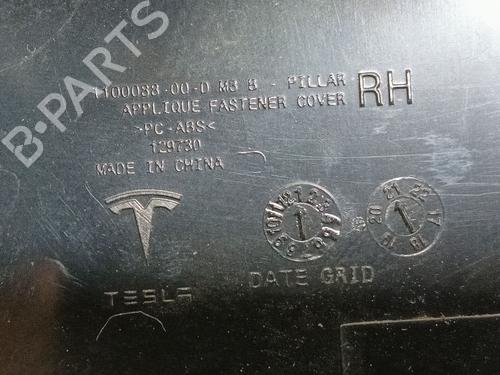 B-PARTS
1100083-00-D M3 B - PILLAR RH
APPLIQUE FASTENER COVER
>PC-ABS<
129730
MADE IN CHINA
DATE GRID
TESLA